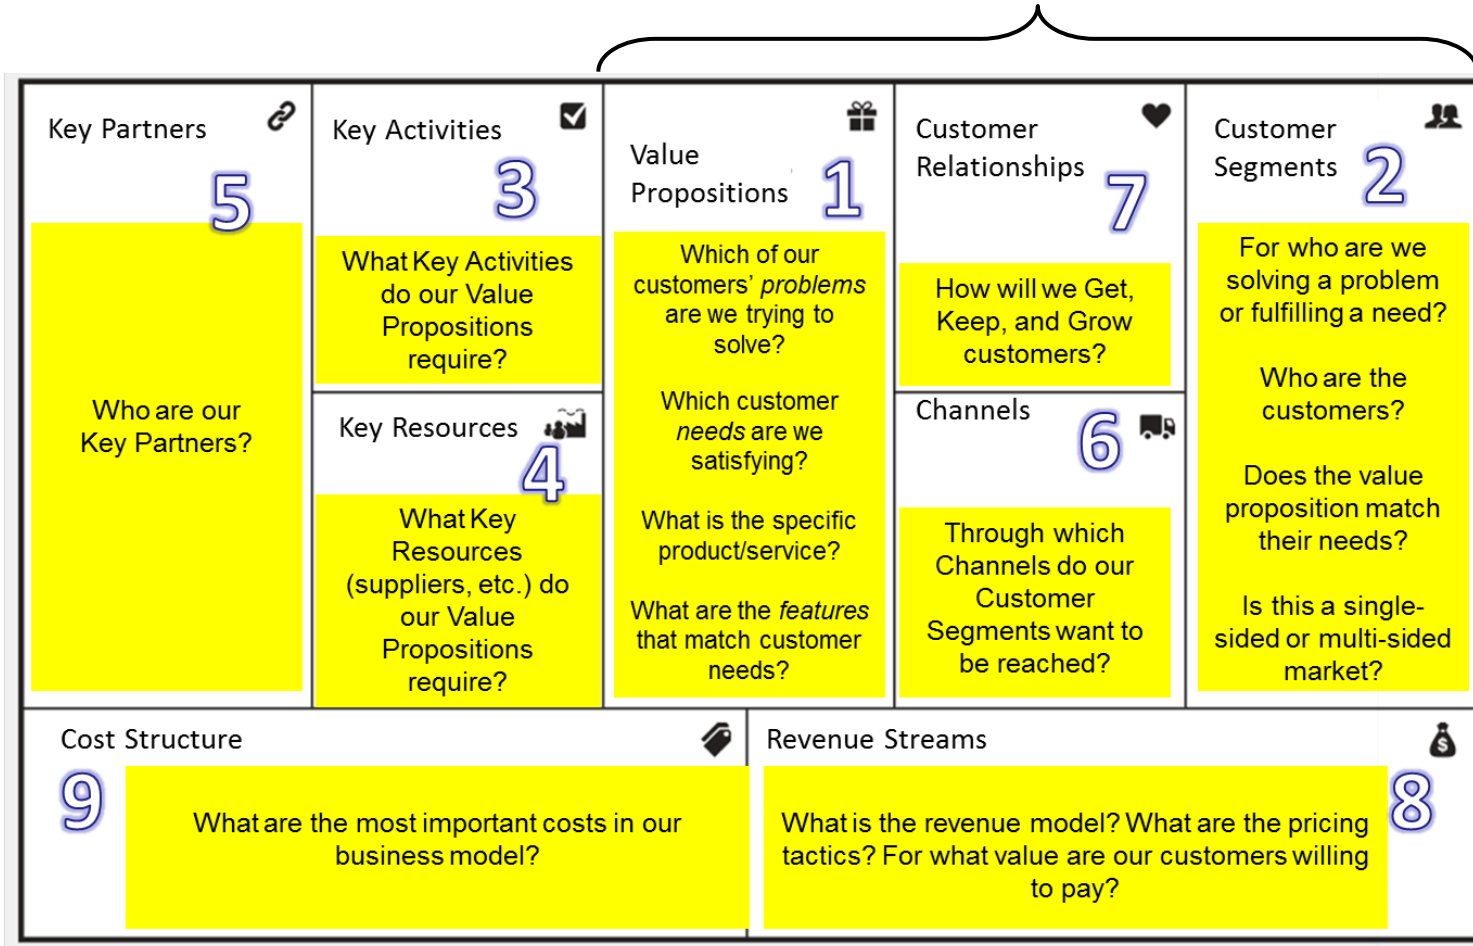 Key Partners
5
Who are our
Key Partners?
Key Activities
3
What Key Activities
do our Value
Propositions
require?
Key Resources
4
What Key
Resources
(suppliers, etc.) do
our Value
Propositions
require?
Value
Propositions
1
Which of our
customers’ problems
are we trying to
solve?
Which customer
needs are we
satisfying?
What is the specific
product/service?
What are the features
that match customer
needs?
Customer
Relationships
7
How will we Get,
Keep, and Grow
customers?
Channels
6
Through which
Channels do our
Customer
Segments want to
be reached?
Customer
Segments
2
For who are we
solving a problem
or fulfilling a need?
Who are the
customers?
Does the value
proposition match
their needs?
Is this a single-
sided or multi-sided
market?
Cost Structure
9
What are the most important costs in our
business model?
Revenue Streams
$
8
What is the revenue model? What are the pricing
tactics? For what value are our customers willing
to pay?